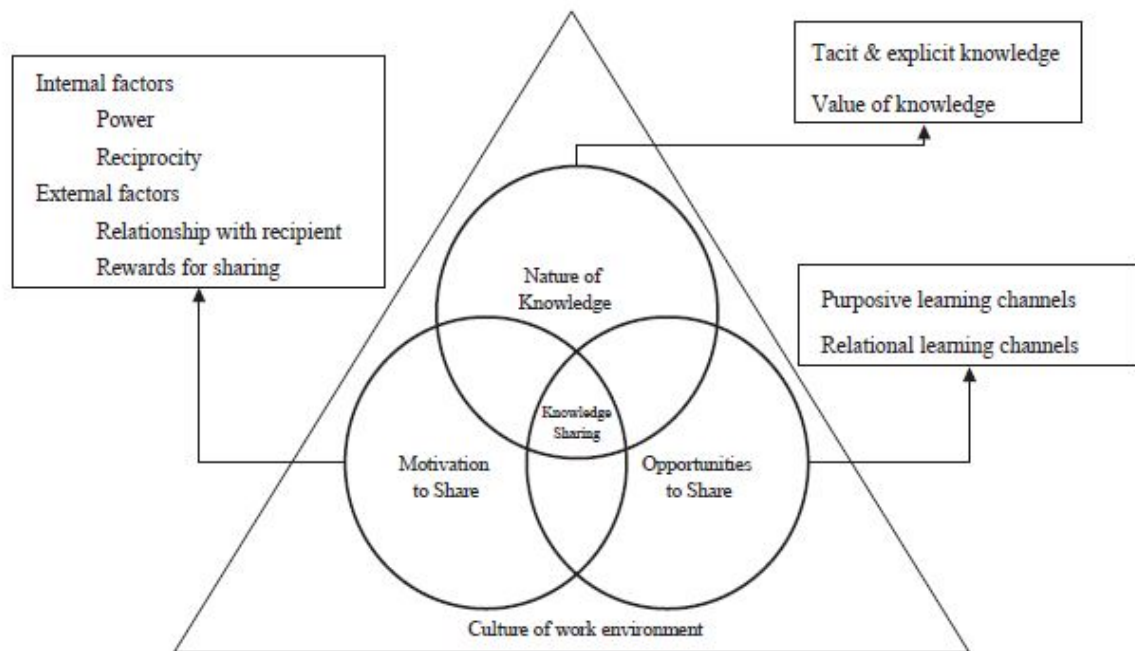 Internal factors
Power
Reciprocity
External factors
Relationship with recipient
Rewards for sharing
Tacit & explicit knowledge
Value of knowledge
Nature of
Knowledge
Purposive learning channels
Relational learning channels
Knowledge
Sharing
Motivation
to Share
Opportunities
to Share
Culture of work environment